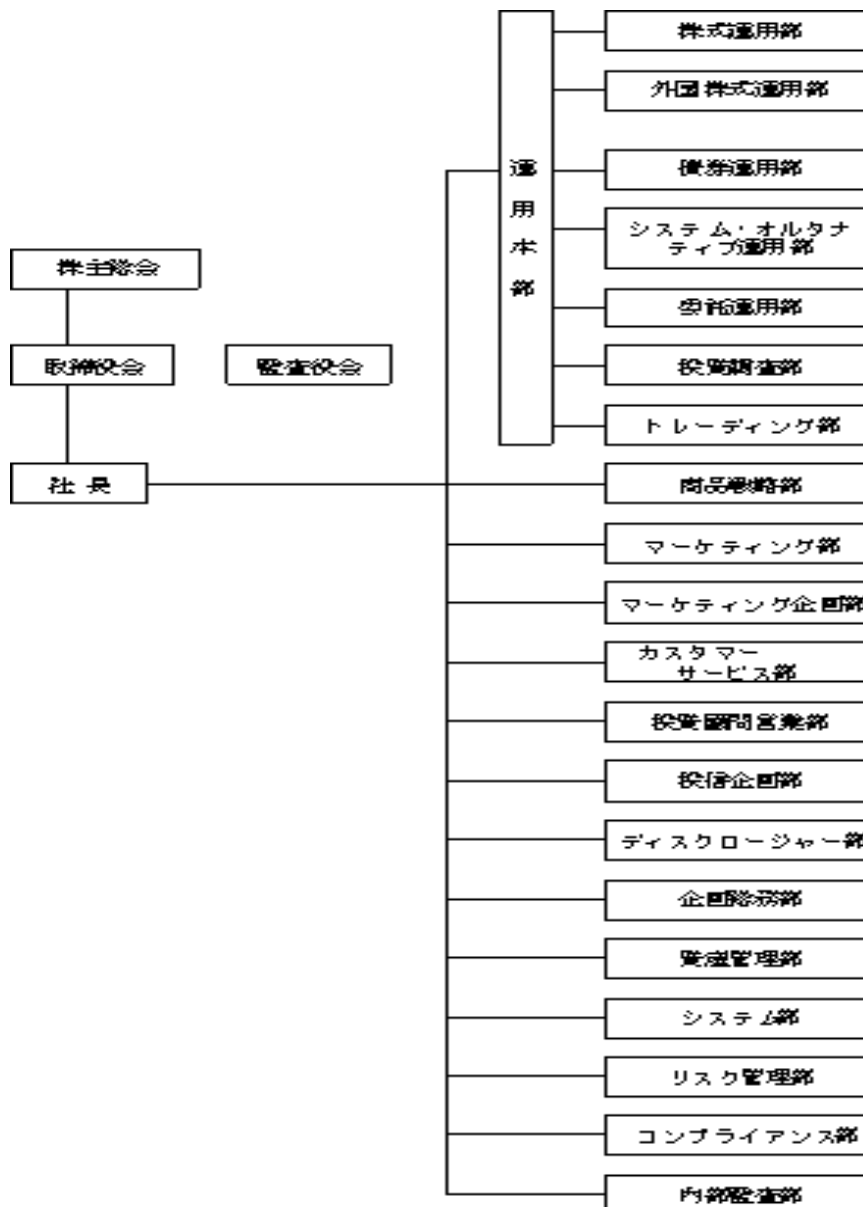 株式運用部
外国株式運用部
運用本部
債券運用部
システム・オルタナ
ティブ運用部
株主総会
委託運用部
取締役会
監査役会
投資調査部
トレーディング部
社長
商品戦略部
マーケティング部
マーケティング企画部
カスタマー
サービス部
投資顧問営業部
投信企画部
ディスクロージャー部
企画総務部
資産管理部
システム部
リスク管理部
コンプライアンス部
内部監査部